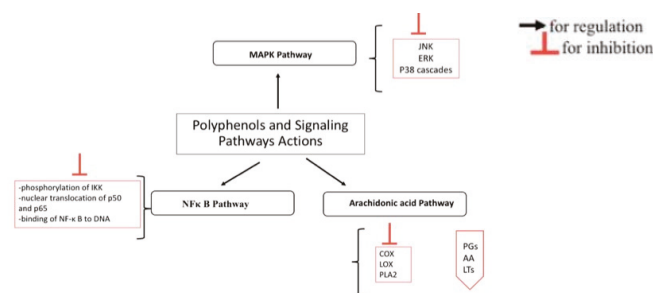 for regulation
for inhibition
MAPK Pathway
JNK
ERK
P38 cascades
Polyphenols and Signaling
Pathways Actions
-phosphorylation of IKK
-nuclear translocation of p50
and p65
-binding of NF-κ B to DNA
NFκ B Pathway
Arachidonic acid Pathway
COX
LOX
PLA2
PGs
AA
LTs